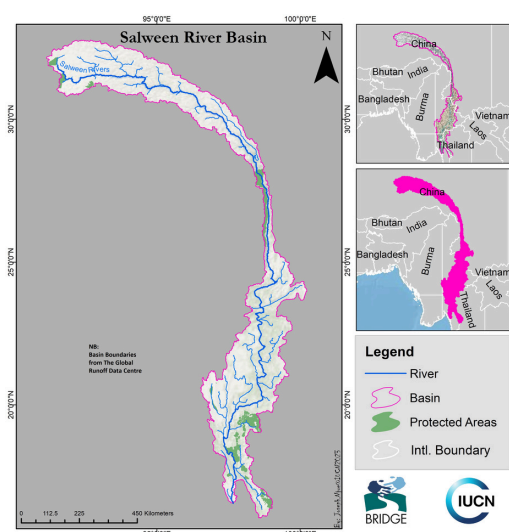 95°0'0"E
100°0'0"E
Salween River Basin
N
Salween Rivers
30°0'0"N
30°0'0"N
25°0'0"N
25°0'0"N
20°0'0"N
20°0'0"N
NB:
Basin Boundaries
from The Global
Runoff Data Centre
0 112.5 225 450 Kilometers
China
Bhutan
India
Bangladesh
Burma
Vietnam
Laos
Thailand
China
Bhutan
India
Bangladesh
Burma
Vietnam
Laos
Thailand
Legend
River
Basin
Protected Areas
Intl. Boundary
BRIDGE
IUCN